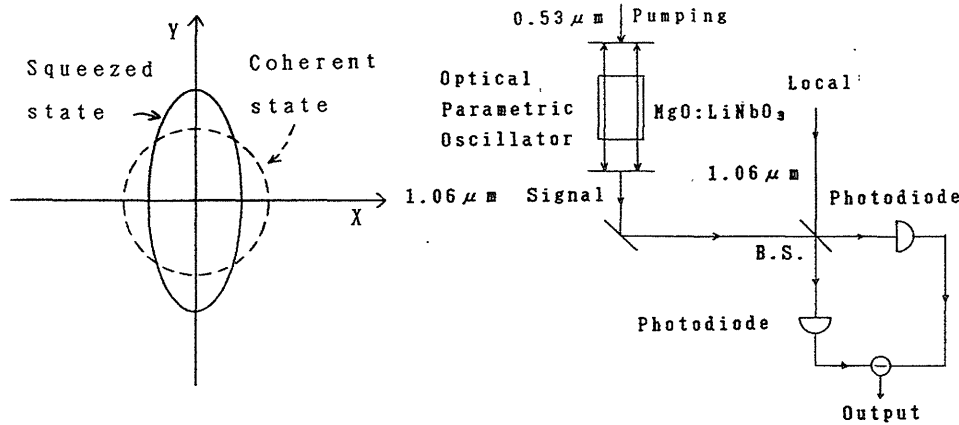 Y
Squeezed
state
Coherent
state
X
0.53 μm Pumping
Optical
Parametric
Oscillator
MgO:LiNbO₃
Local
1.06 μm Signal
1.06 μm
Photodiode
B.S.
Photodiode
Output